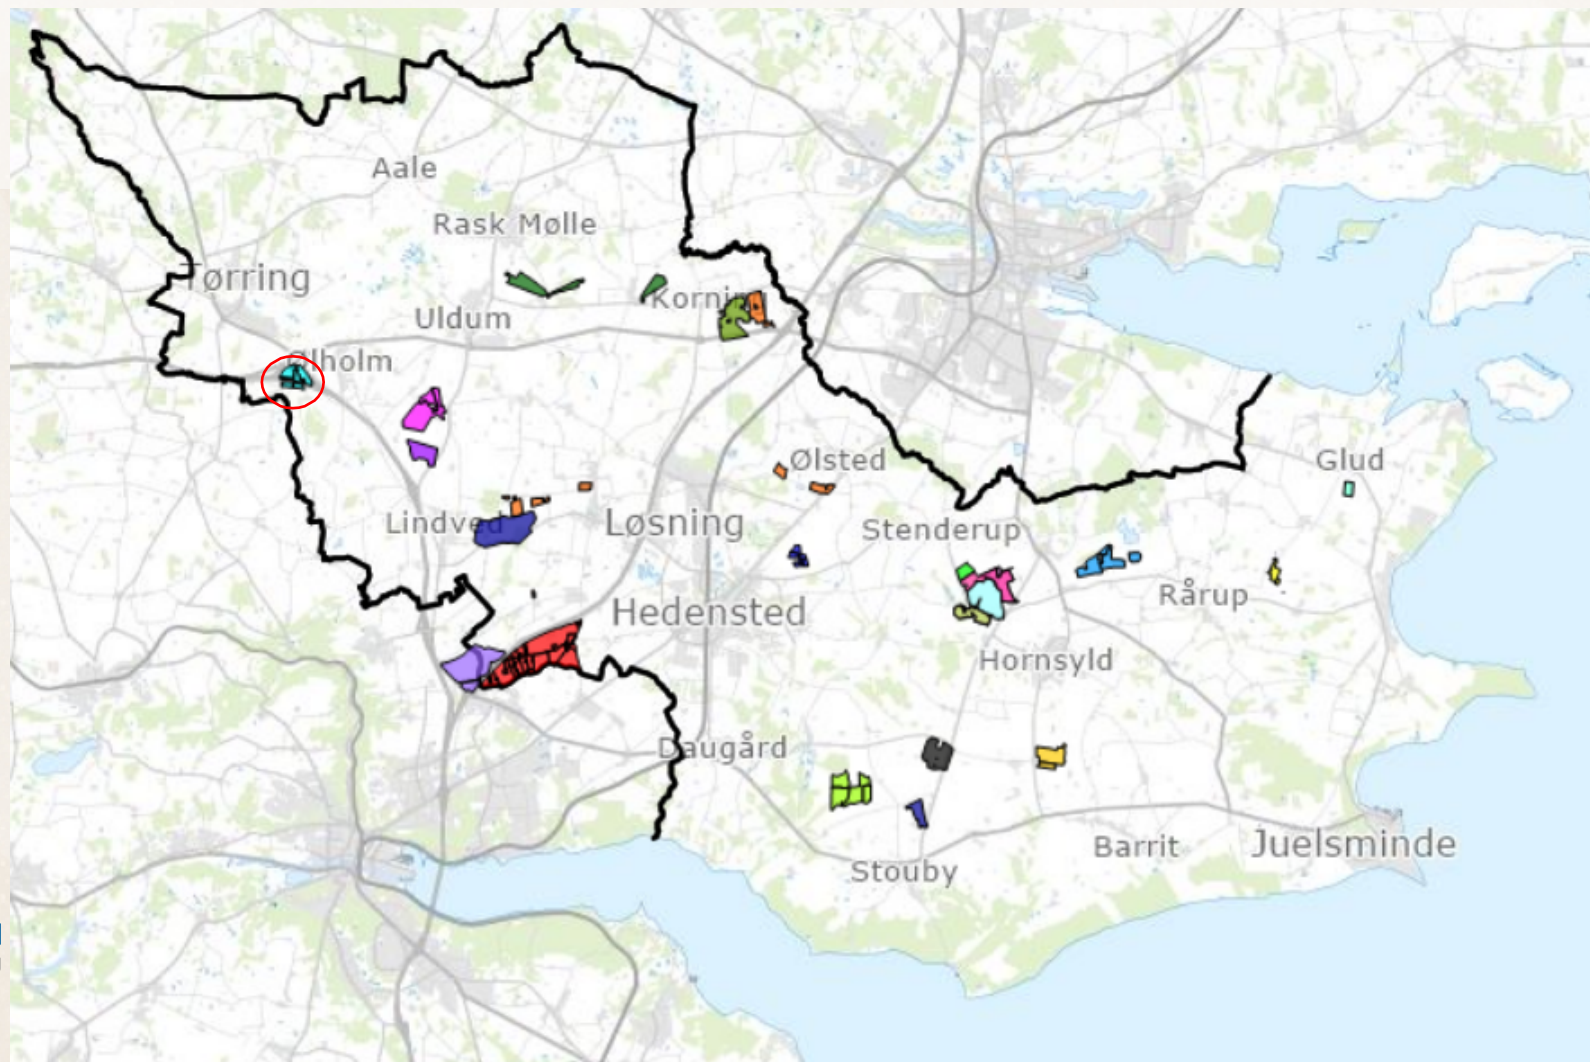 Aale
Rask Mølle
Tørring
Korning
Uldum
Ølholm
Ølsted
Glud
Lindved
Løsning
Stenderup
Rårup
Hedensted
Hornsyld
Daugård
Barrit
Juelsminde
Stouby